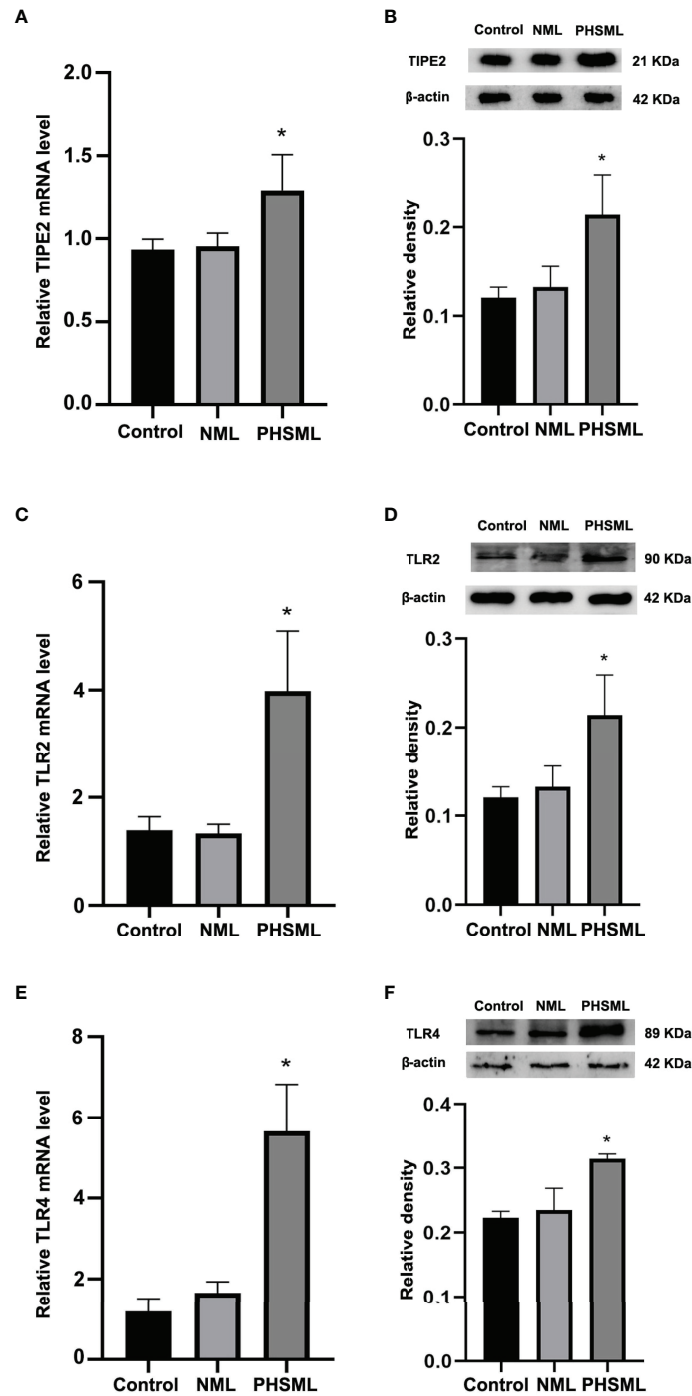 A
Relative TIPE2 mRNA level
2.0
1.5
1.0
0.5
0.0
*
Control NML PHSML
B
Control NML PHSML
TIPE2 21 KDa
β-actin 42 KDa
Relative density
0.3
0.2
0.1
0.0
*
Control NML PHSML
C
Relative TLR2 mRNA level
6
4
2
0
*
Control NML PHSML
D
Control NML PHSML
TLR2 90 KDa
β-actin 42 KDa
Relative density
0.3
0.2
0.1
0.0
*
Control NML PHSML
E
Relative TLR4 mRNA level
8
6
4
2
0
*
Control NML PHSML
F
Control NML PHSML
TLR4 89 KDa
β-actin 42 KDa
Relative density
0.4
0.3
0.2
0.1
0.0
*
Control NML PHSML